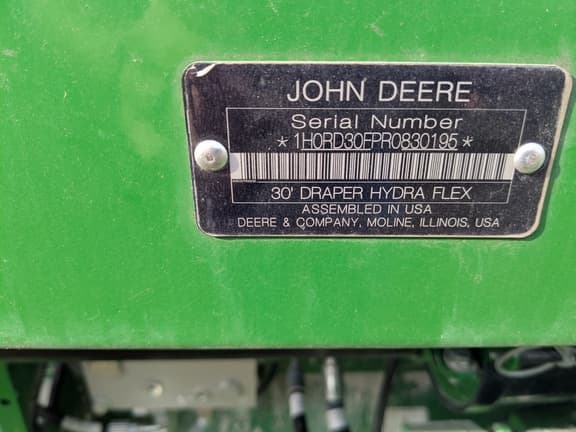 JOHN DEERE
Serial Number
*1H0RD30FPR0830195*
30' DRAPER HYDRA FLEX
ASSEMBLED IN USA
DEERE & COMPANY, MOLINE, ILLINOIS, USA